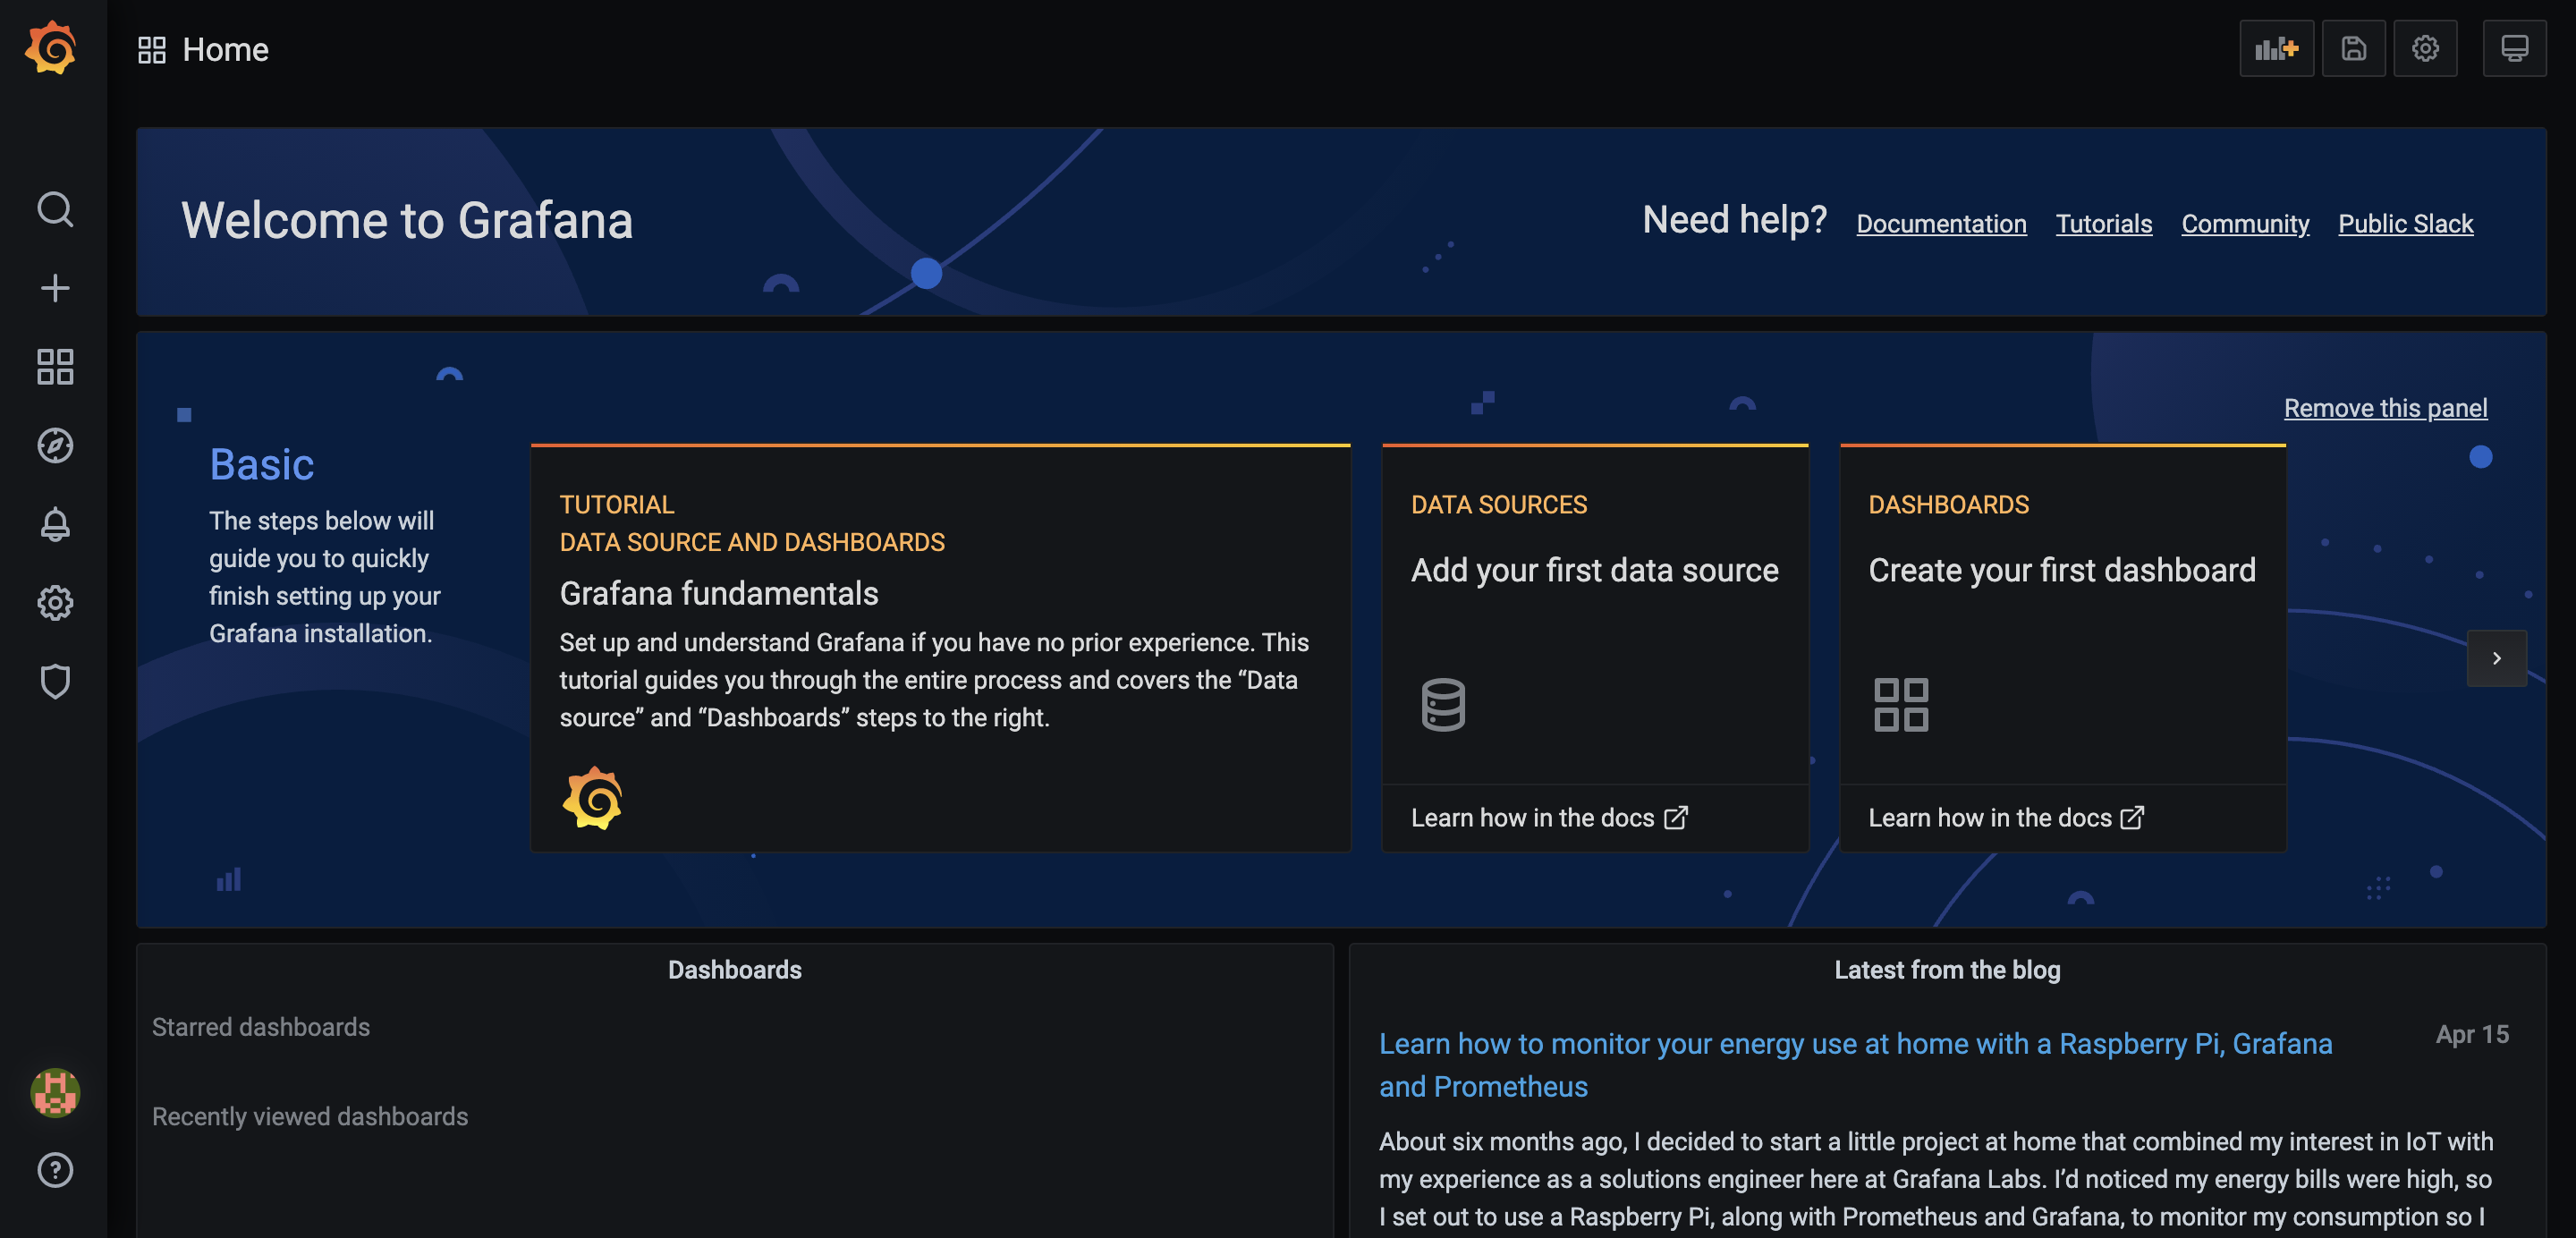 Home
Welcome to Grafana
Need help? Documentation Tutorials Community Public Slack
Remove this panel
Basic
The steps below will
guide you to quickly
finish setting up your
Grafana installation.
TUTORIAL
DATA SOURCE AND DASHBOARDS
Grafana fundamentals
Set up and understand Grafana if you have no prior experience. This
tutorial guides you through the entire process and covers the “Data
source” and “Dashboards” steps to the right.
DATA SOURCES
Add your first data source
Learn how in the docs
DASHBOARDS
Create your first dashboard
Learn how in the docs
Dashboards
Starred dashboards
Recently viewed dashboards
Latest from the blog
Learn how to monitor your energy use at home with a Raspberry Pi, Grafana
and Prometheus
Apr 15
About six months ago, I decided to start a little project at home that combined my interest in IoT with
my experience as a solutions engineer here at Grafana Labs. I’d noticed my energy bills were high, so
I set out to use a Raspberry Pi, along with Prometheus and Grafana, to monitor my consumption so I